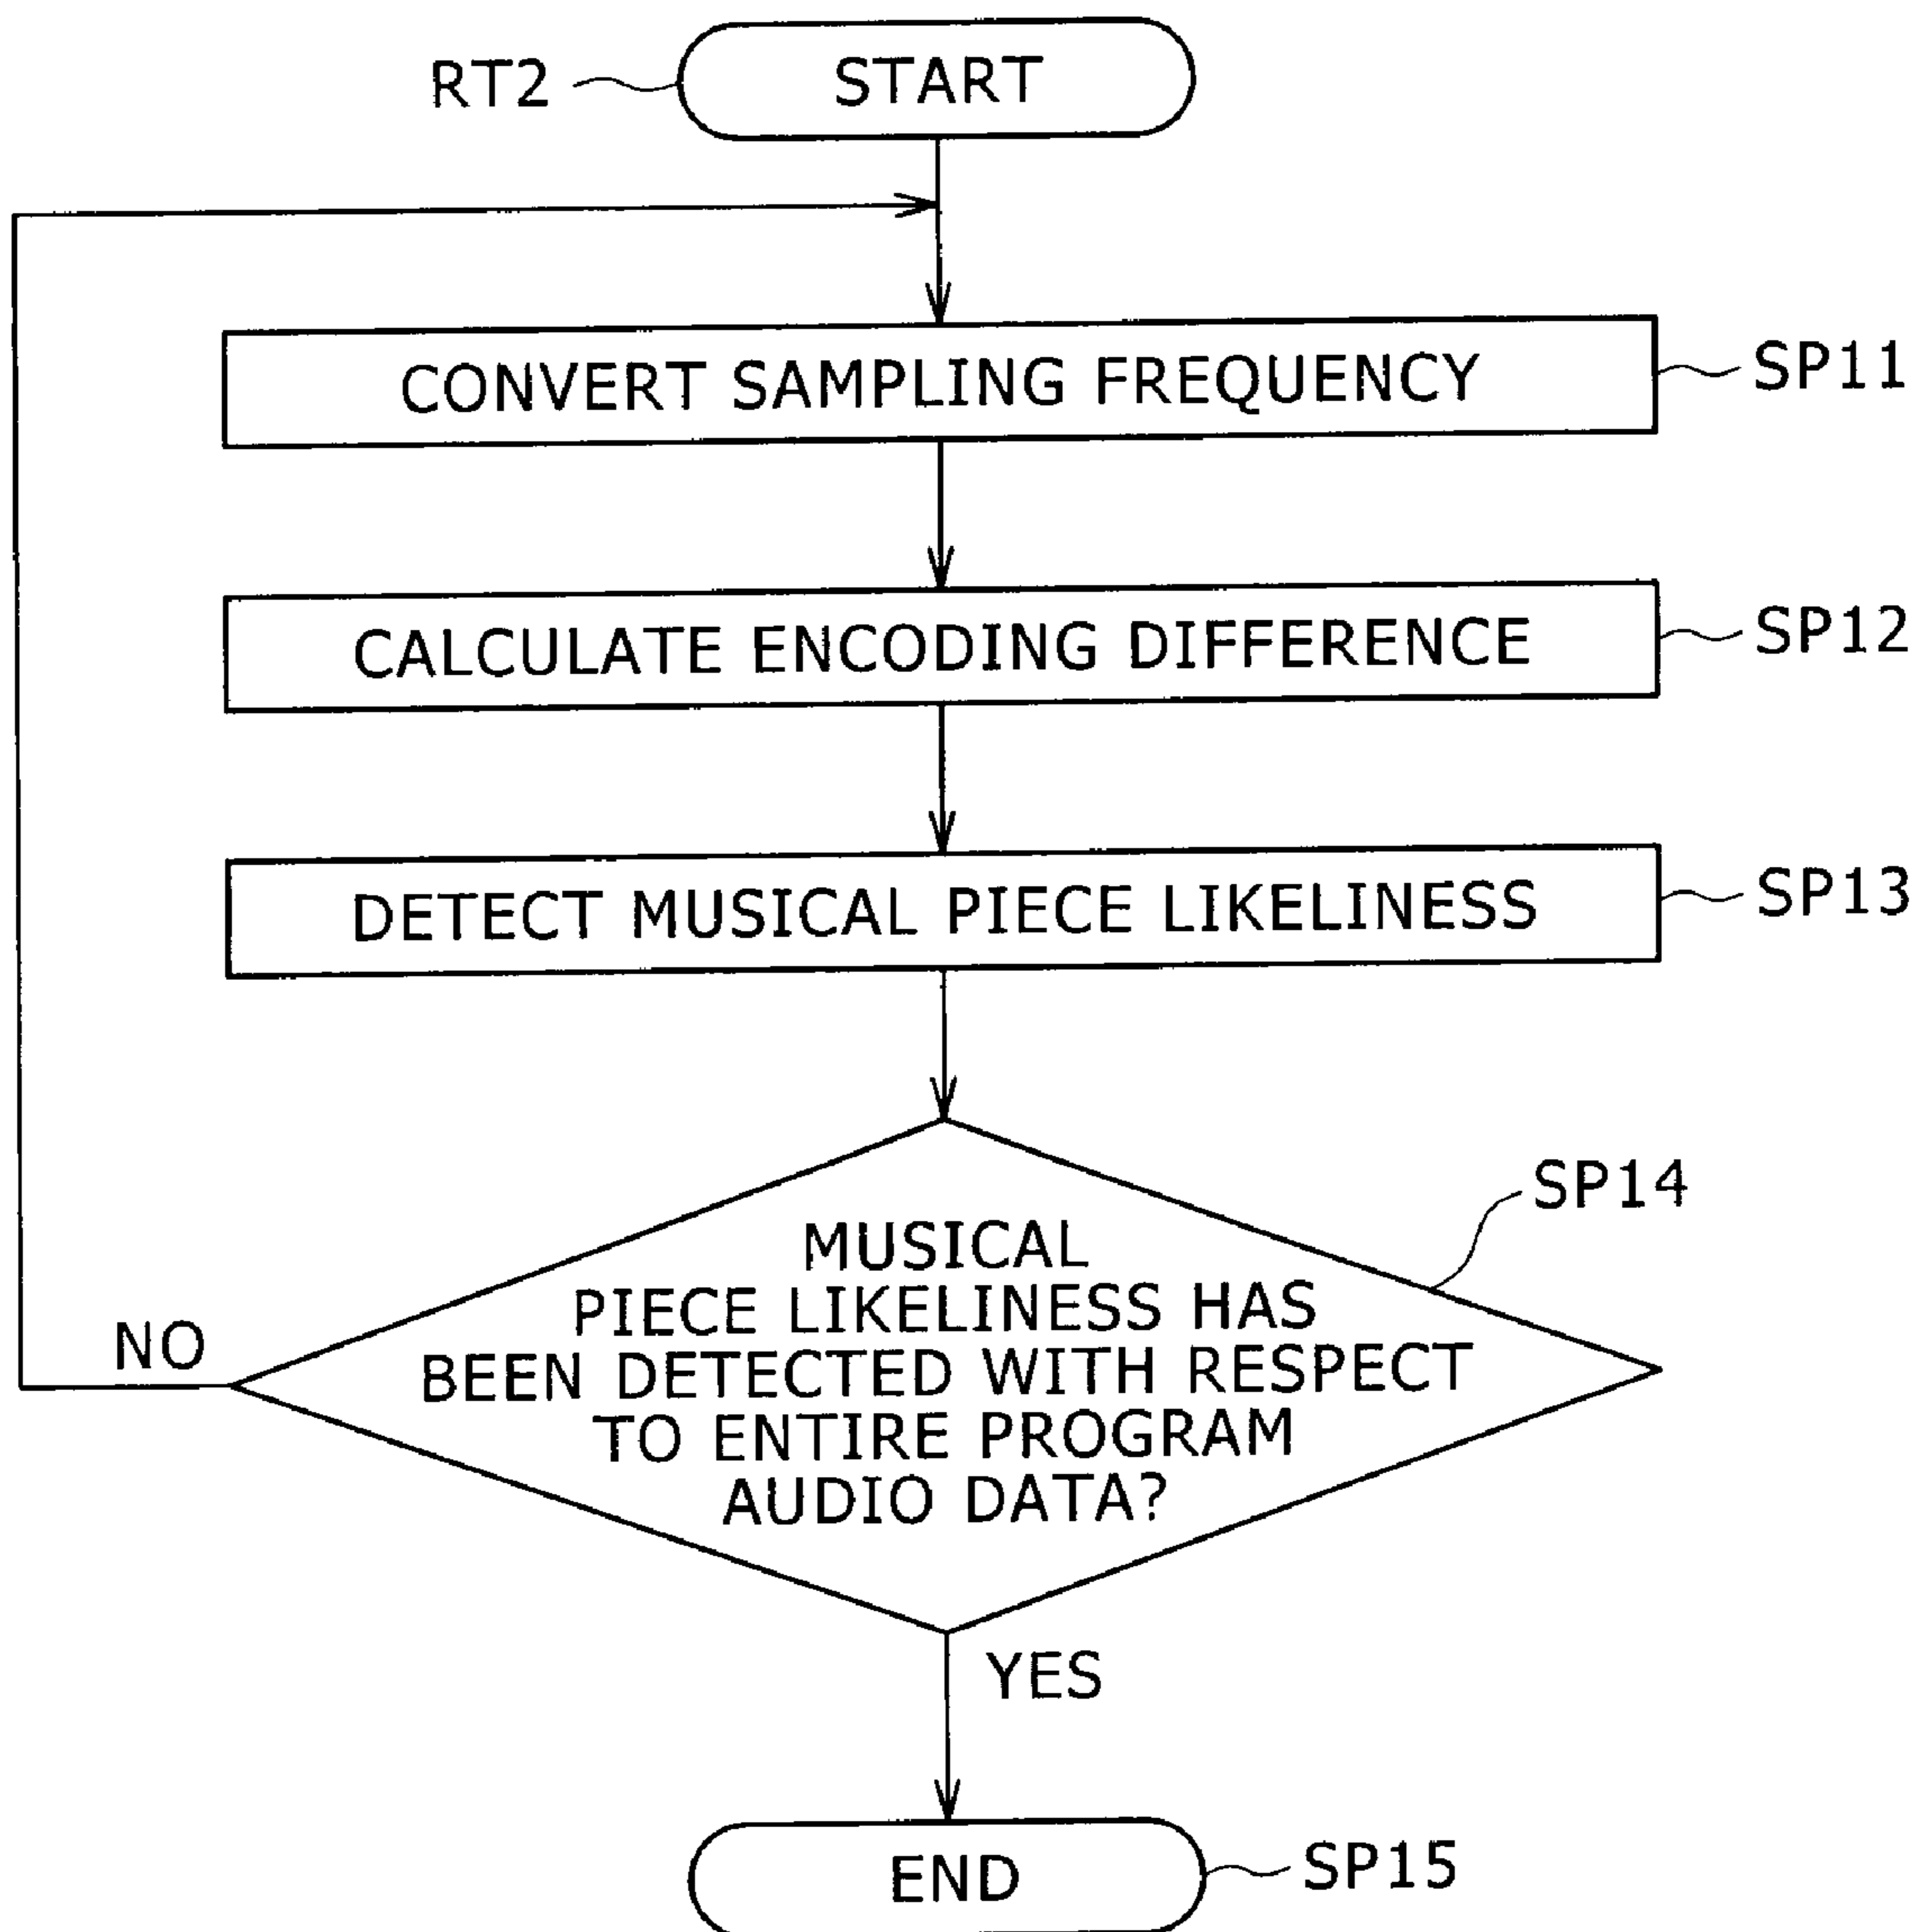 RT2
START
CONVERT SAMPLING FREQUENCY
SP11
CALCULATE ENCODING DIFFERENCE
SP12
DETECT MUSICAL PIECE LIKELINESS
SP13
SP14
MUSICAL
PIECE LIKELINESS HAS
BEEN DETECTED WITH RESPECT
TO ENTIRE PROGRAM
AUDIO DATA?
NO
YES
END
SP15